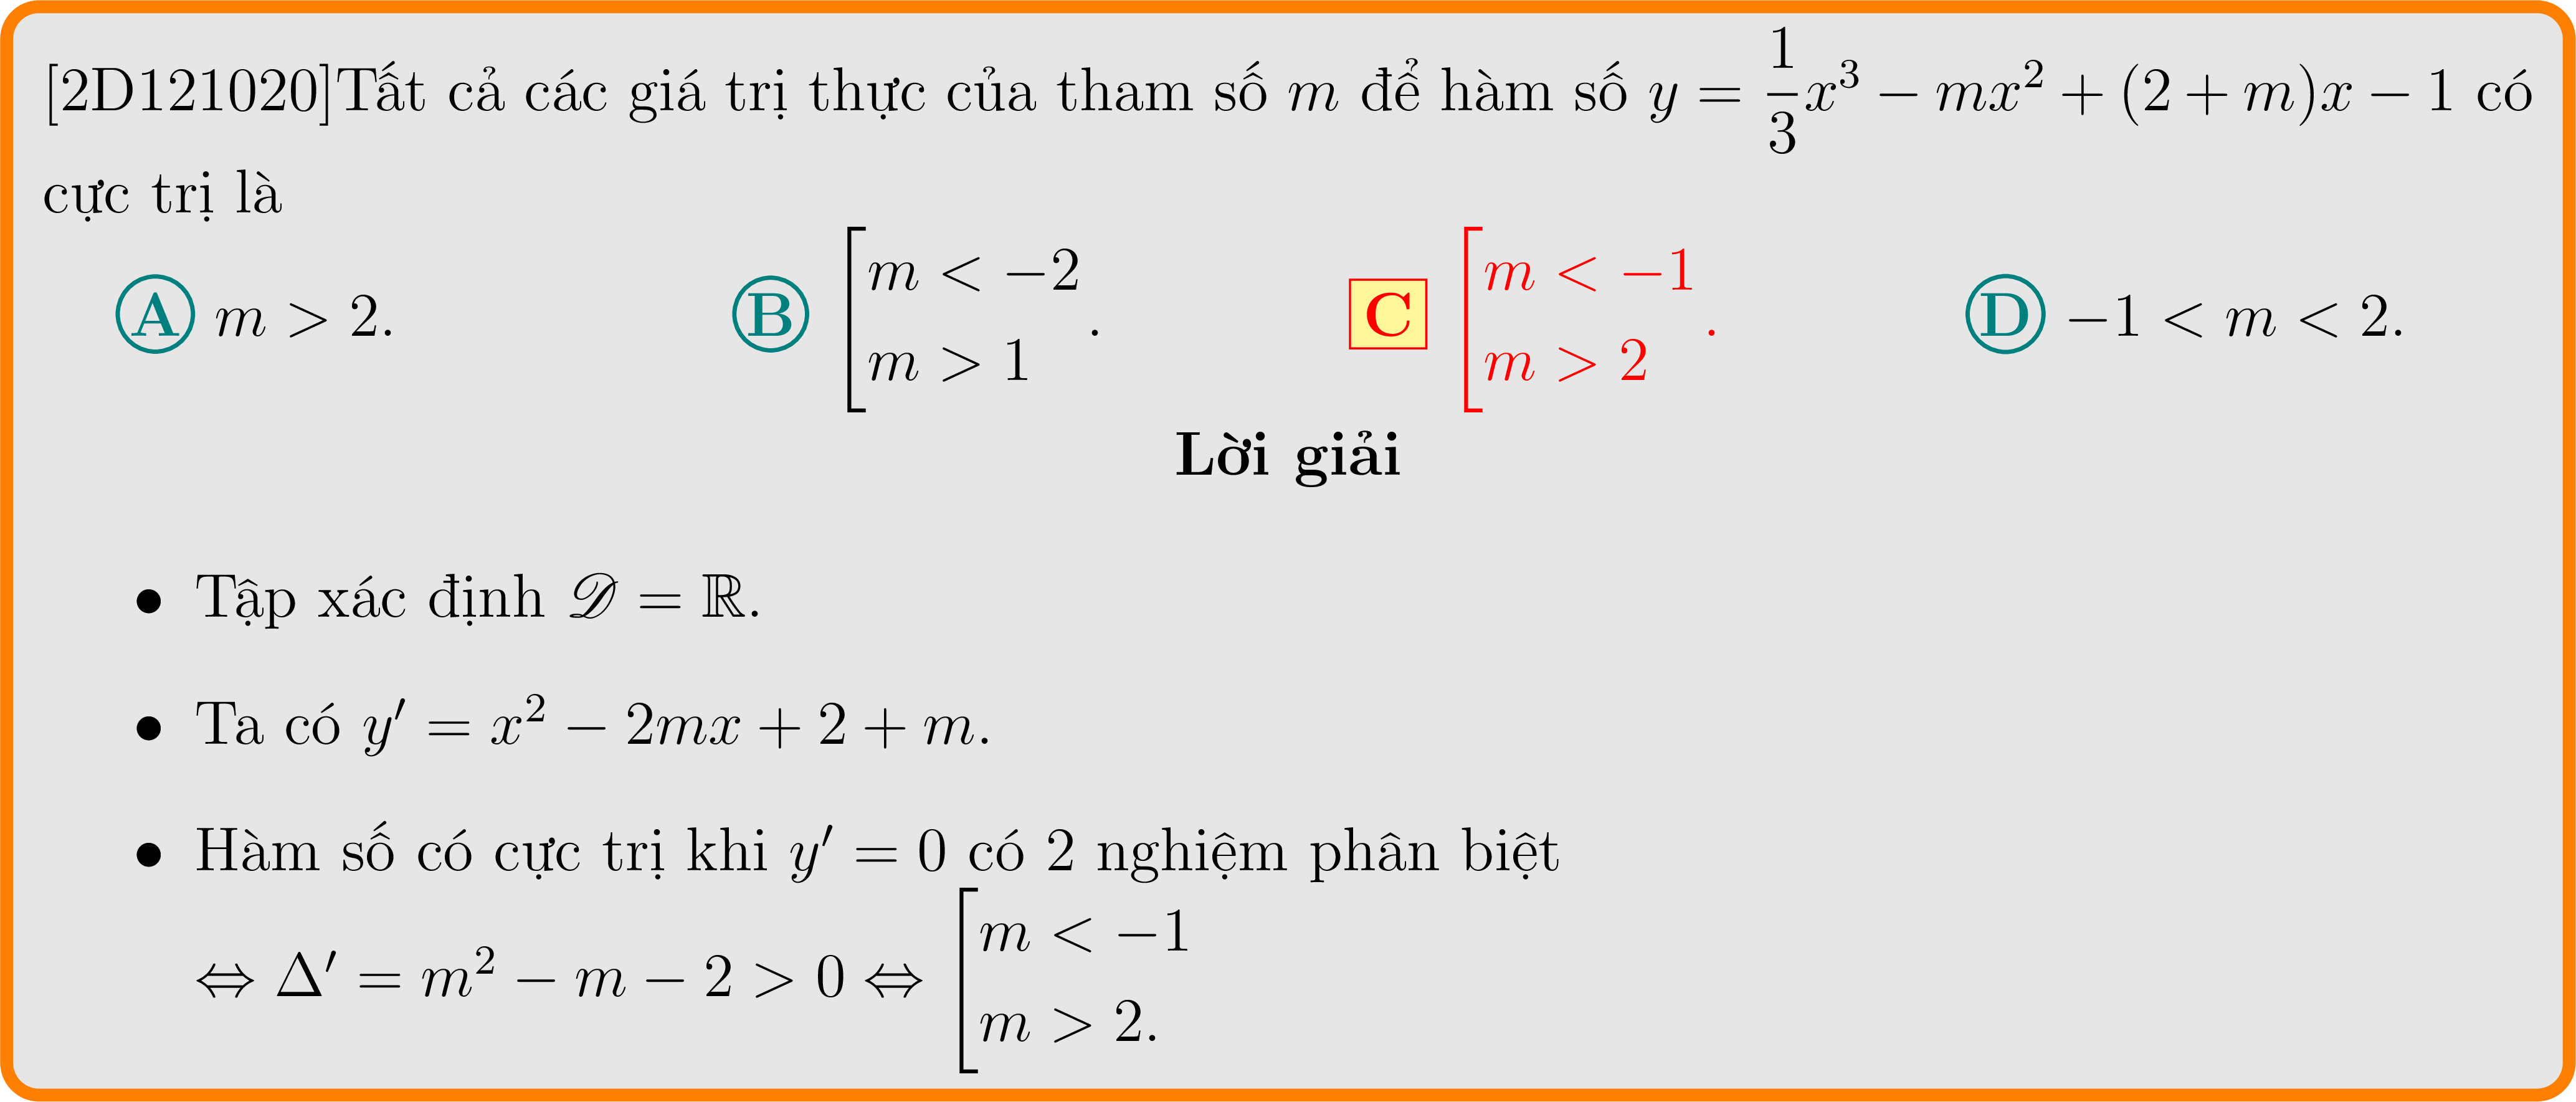 [2D121020]Tất cả các giá trị thực của tham số $m$ để hàm số $y = \dfrac{1}{3}x^3 - mx^2 + (2 + m)x - 1$ có
cực trị là
A $m > 2$. B $\left[\begin{array}{l} m < -2 \\ m > 1 \end{array}\right.$. C $\left[\begin{array}{l} m < -1 \\ m > 2 \end{array}\right.$. D $-1 < m < 2$.
Lời giải
• Tập xác định $\mathscr{D} = \mathbb{R}$.
• Ta có $y' = x^2 - 2mx + 2 + m$.
• Hàm số có cực trị khi $y' = 0$ có 2 nghiệm phân biệt
$\Leftrightarrow \Delta' = m^2 - m - 2 > 0 \Leftrightarrow \left[\begin{array}{l} m < -1 \\ m > 2. \end{array}\right.$